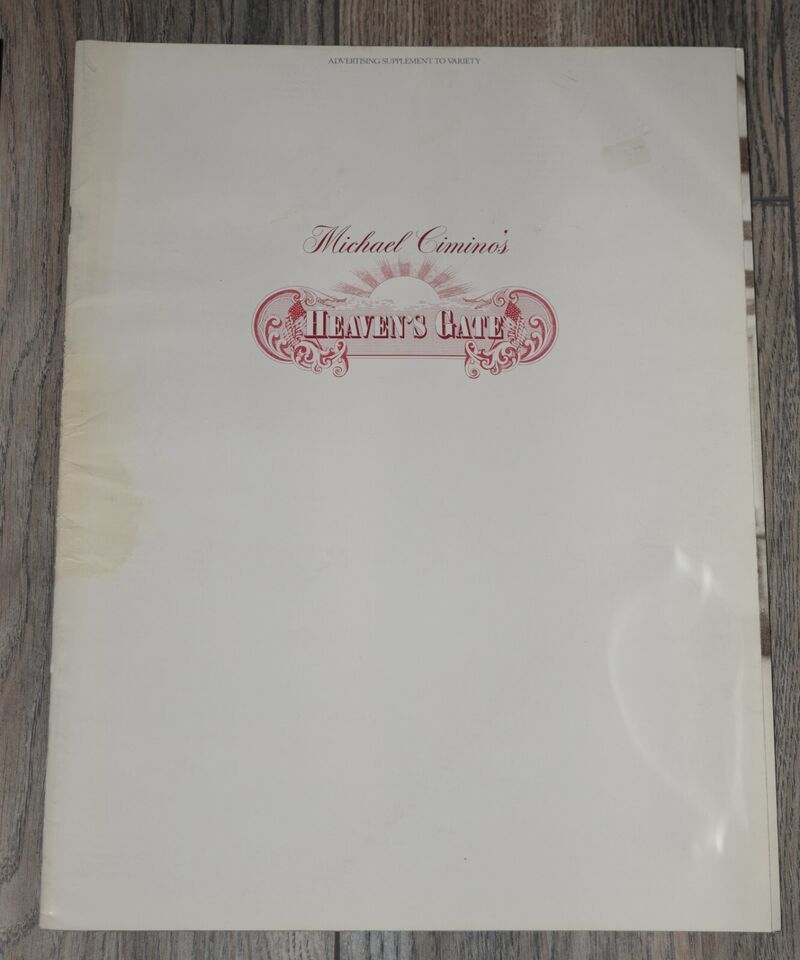 ADVERTISING SUPPLEMENT TO VARIETY
Michael Cimino's
HEAVEN'S GATE